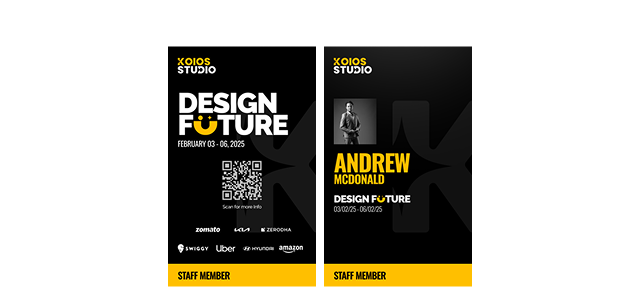 XOIOS
STUDIO
DESIGN
FUTURE
FEBRUARY 03 - 06, 2025
Scan for more Info
zomato
KIA
ZERODHA
SWIGGY
Uber
HYUNDAI
amazon
STAFF MEMBER
XOIOS
STUDIO
ANDREW
MCDONALD
DESIGN FUTURE
03/02/25 - 06/02/25
STAFF MEMBER